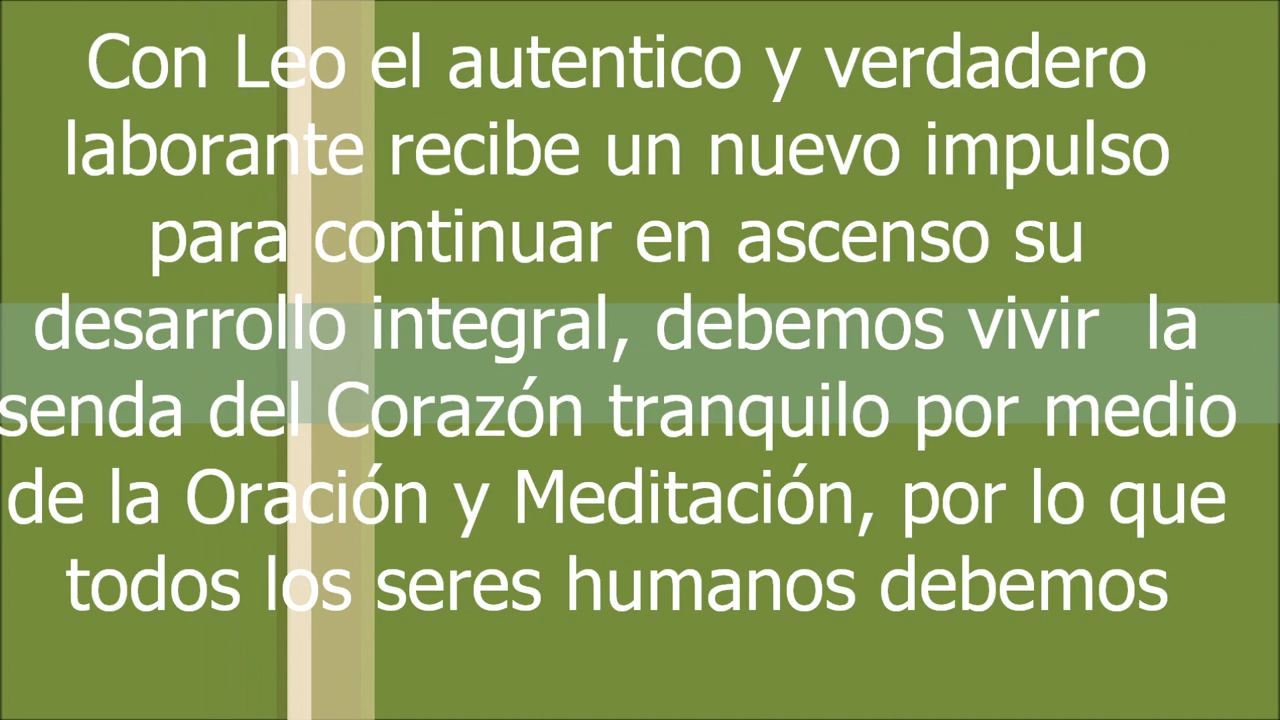 Con Leo el autentico y verdadero
laborante recibe un nuevo impulso
para continuar en ascenso su
desarrollo integral, debemos vivir  la
senda del Corazón tranquilo por medio
de la Oración y Meditación, por lo que
todos los seres humanos debemos